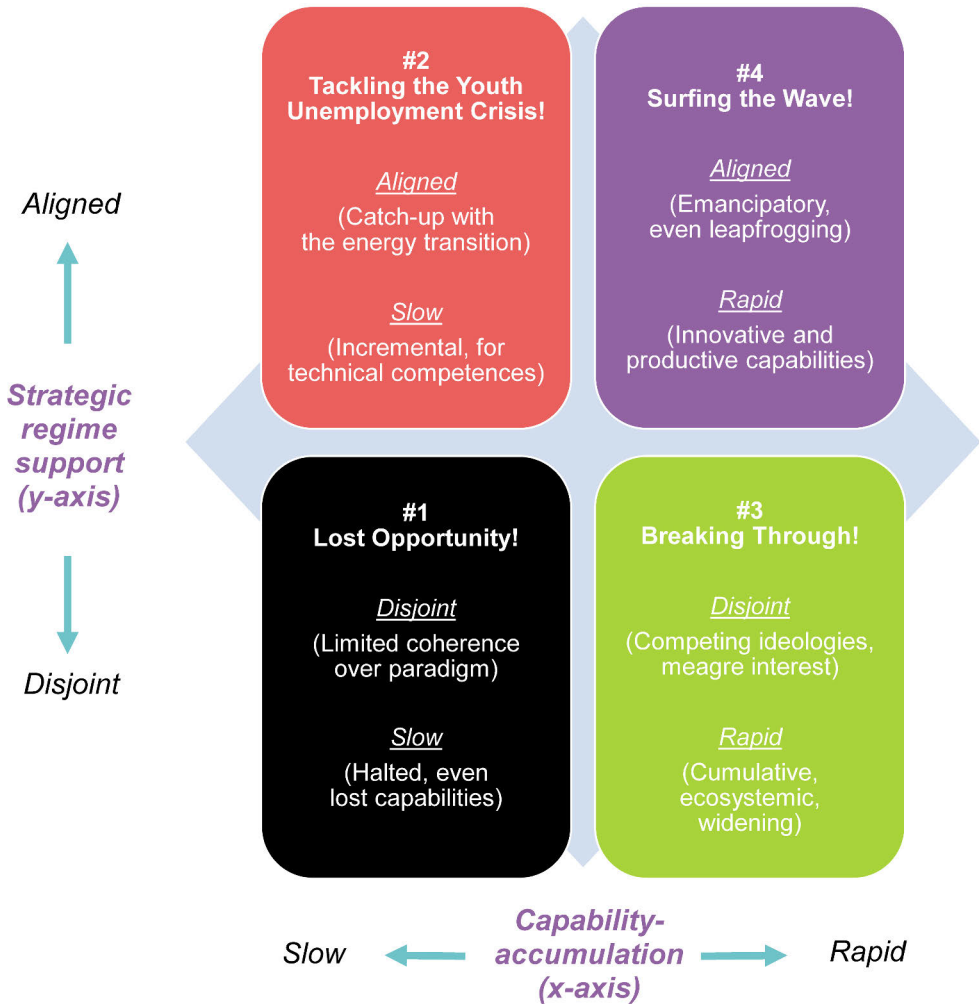 #2
Tackling the Youth
Unemployment Crisis!
Aligned
(Catch-up with
the energy transition)
Slow
(Incremental, for
technical competences)
#4
Surfing the Wave!
Aligned
(Emancipatory,
even leapfrogging)
Rapid
(Innovative and
productive capabilities)
Aligned
Strategic
regime
support
(y-axis)
Disjoint
#1
Lost Opportunity!
Disjoint
(Limited coherence
over paradigm)
Slow
(Halted, even
lost capabilities)
#3
Breaking Through!
Disjoint
(Competing ideologies,
meagre interest)
Rapid
(Cumulative,
ecosystemic,
widening)
Slow
Capability-
accumulation
(x-axis)
Rapid